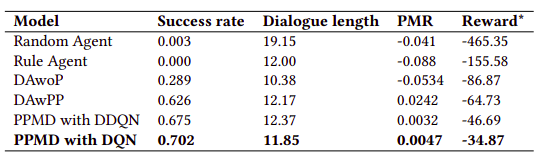 Model Success rate Dialogue length PMR Reward*
Random Agent 0.003 19.15 -0.041 -465.35
Rule Agent 0.000 12.00 -0.088 -155.58
DAwoP 0.289 10.38 -0.0534 -86.87
DAwPP 0.626 12.17 0.0242 -64.73
PPMD with DDQN 0.675 12.37 0.0032 -46.69
PPMD with DQN 0.702 11.85 0.0047 -34.87